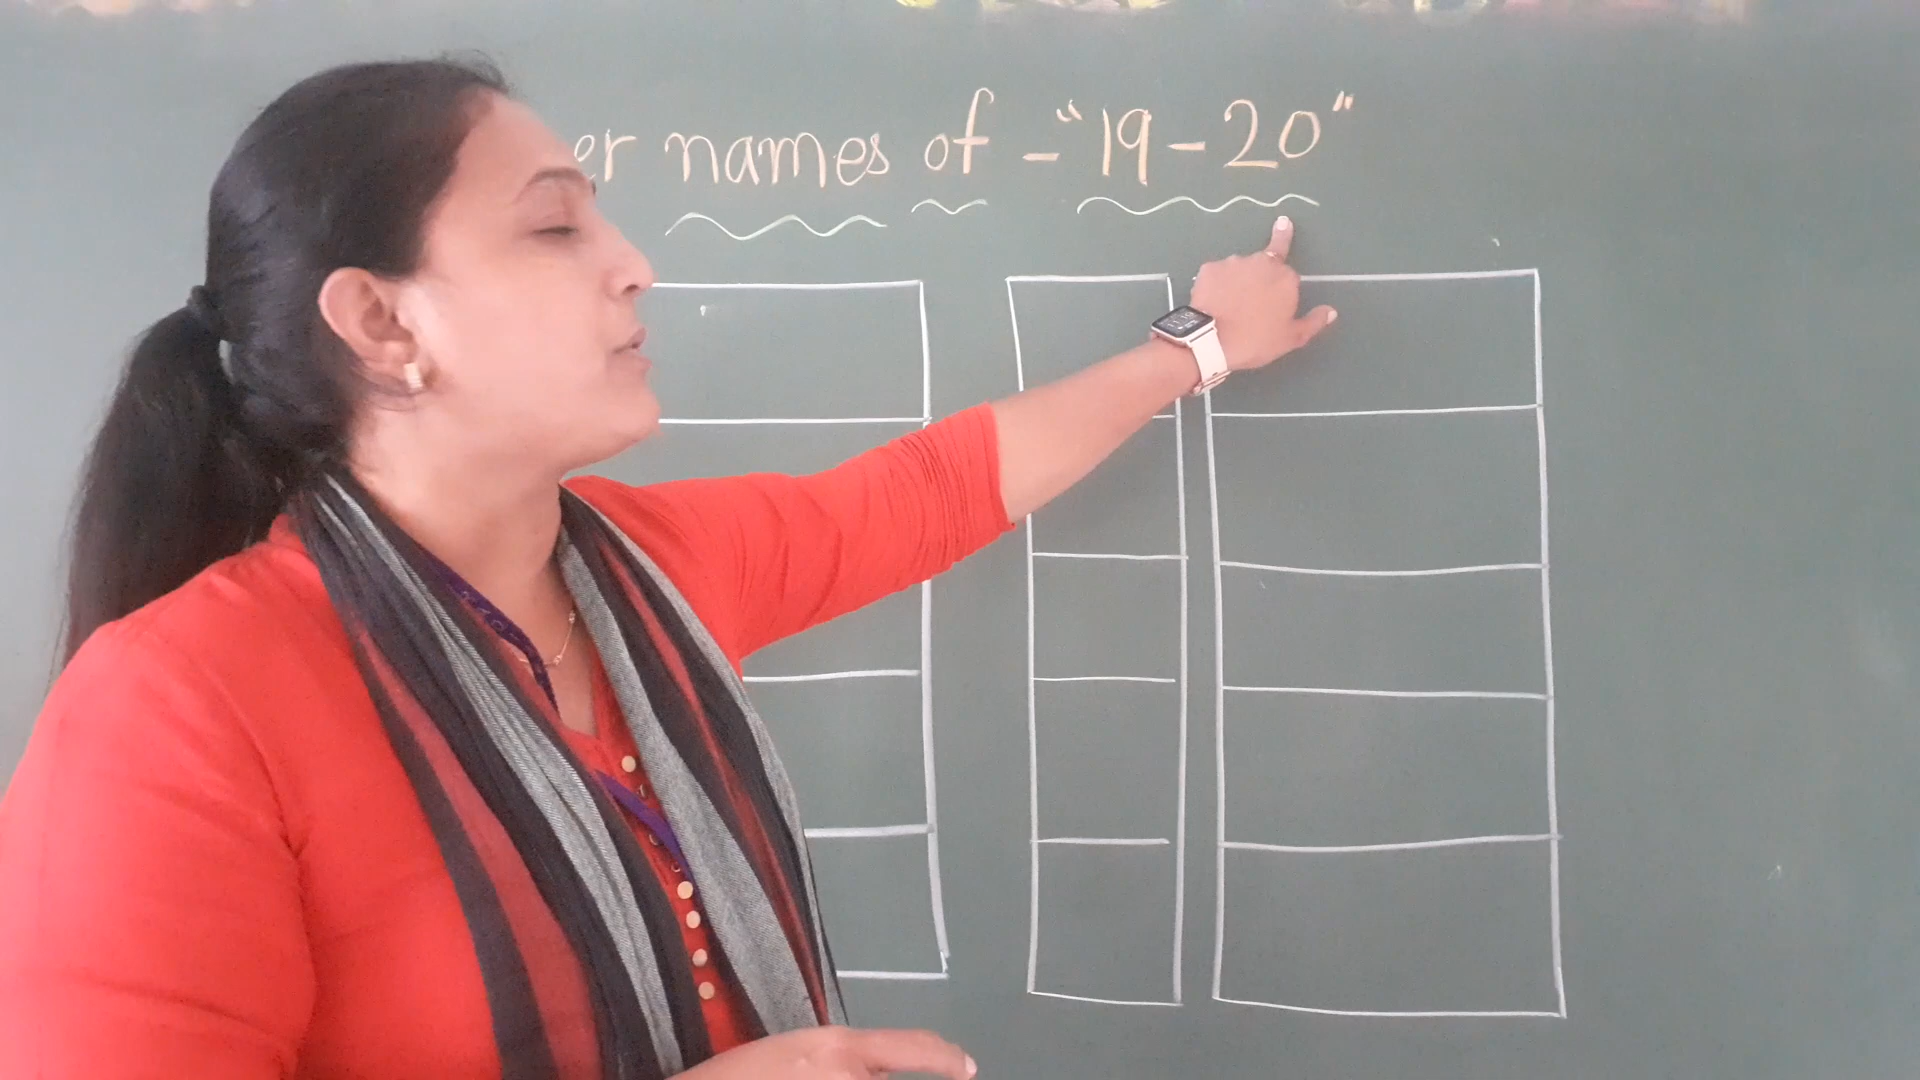 er names of - "19 - 20"